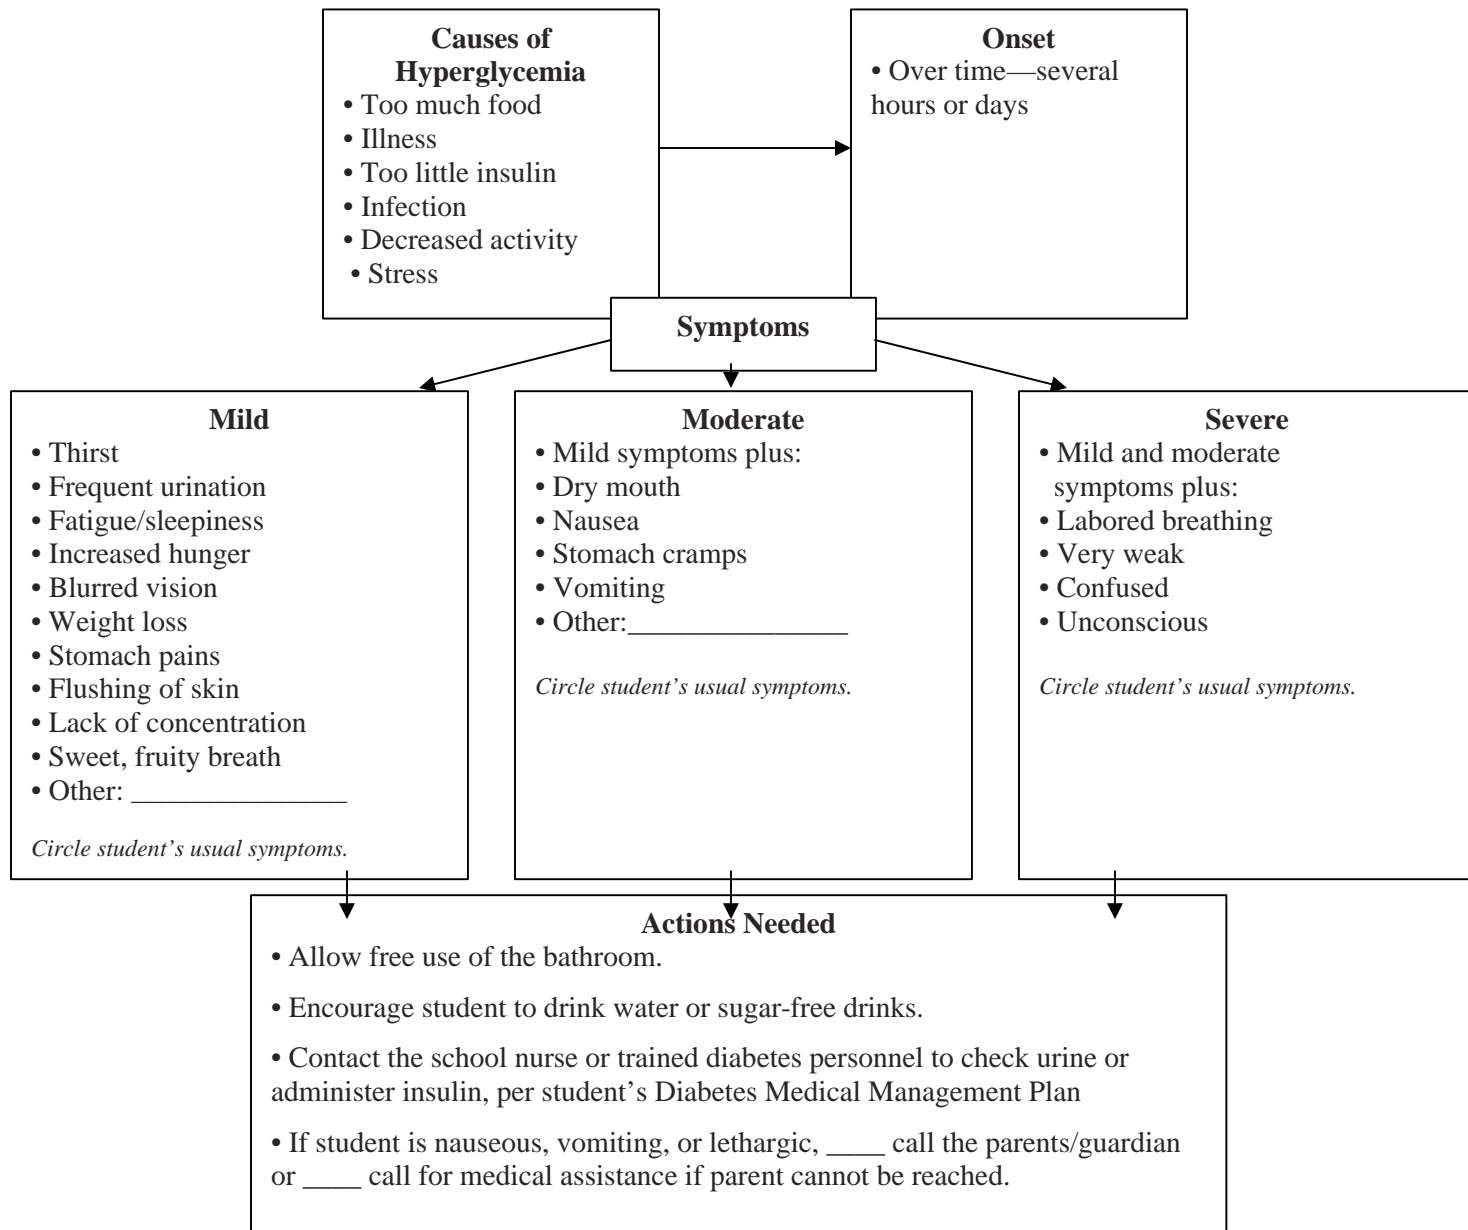 Causes of
Hyperglycemia
• Too much food
• Illness
• Too little insulin
• Infection
• Decreased activity
• Stress
Onset
• Over time—several
hours or days
Symptoms
Mild
• Thirst
• Frequent urination
• Fatigue/sleepiness
• Increased hunger
• Blurred vision
• Weight loss
• Stomach pains
• Flushing of skin
• Lack of concentration
• Sweet, fruity breath
• Other: __________________
Circle student’s usual symptoms.
Moderate
• Mild symptoms plus:
• Dry mouth
• Nausea
• Stomach cramps
• Vomiting
• Other:_______________
Circle student’s usual symptoms.
Severe
• Mild and moderate
symptoms plus:
• Labored breathing
• Very weak
• Confused
• Unconscious
Circle student’s usual symptoms.
Actions Needed
• Allow free use of the bathroom.
• Encourage student to drink water or sugar-free drinks.
• Contact the school nurse or trained diabetes personnel to check urine or
administer insulin, per student’s Diabetes Medical Management Plan
• If student is nauseous, vomiting, or lethargic, ____ call the parents/guardian
or ____ call for medical assistance if parent cannot be reached.